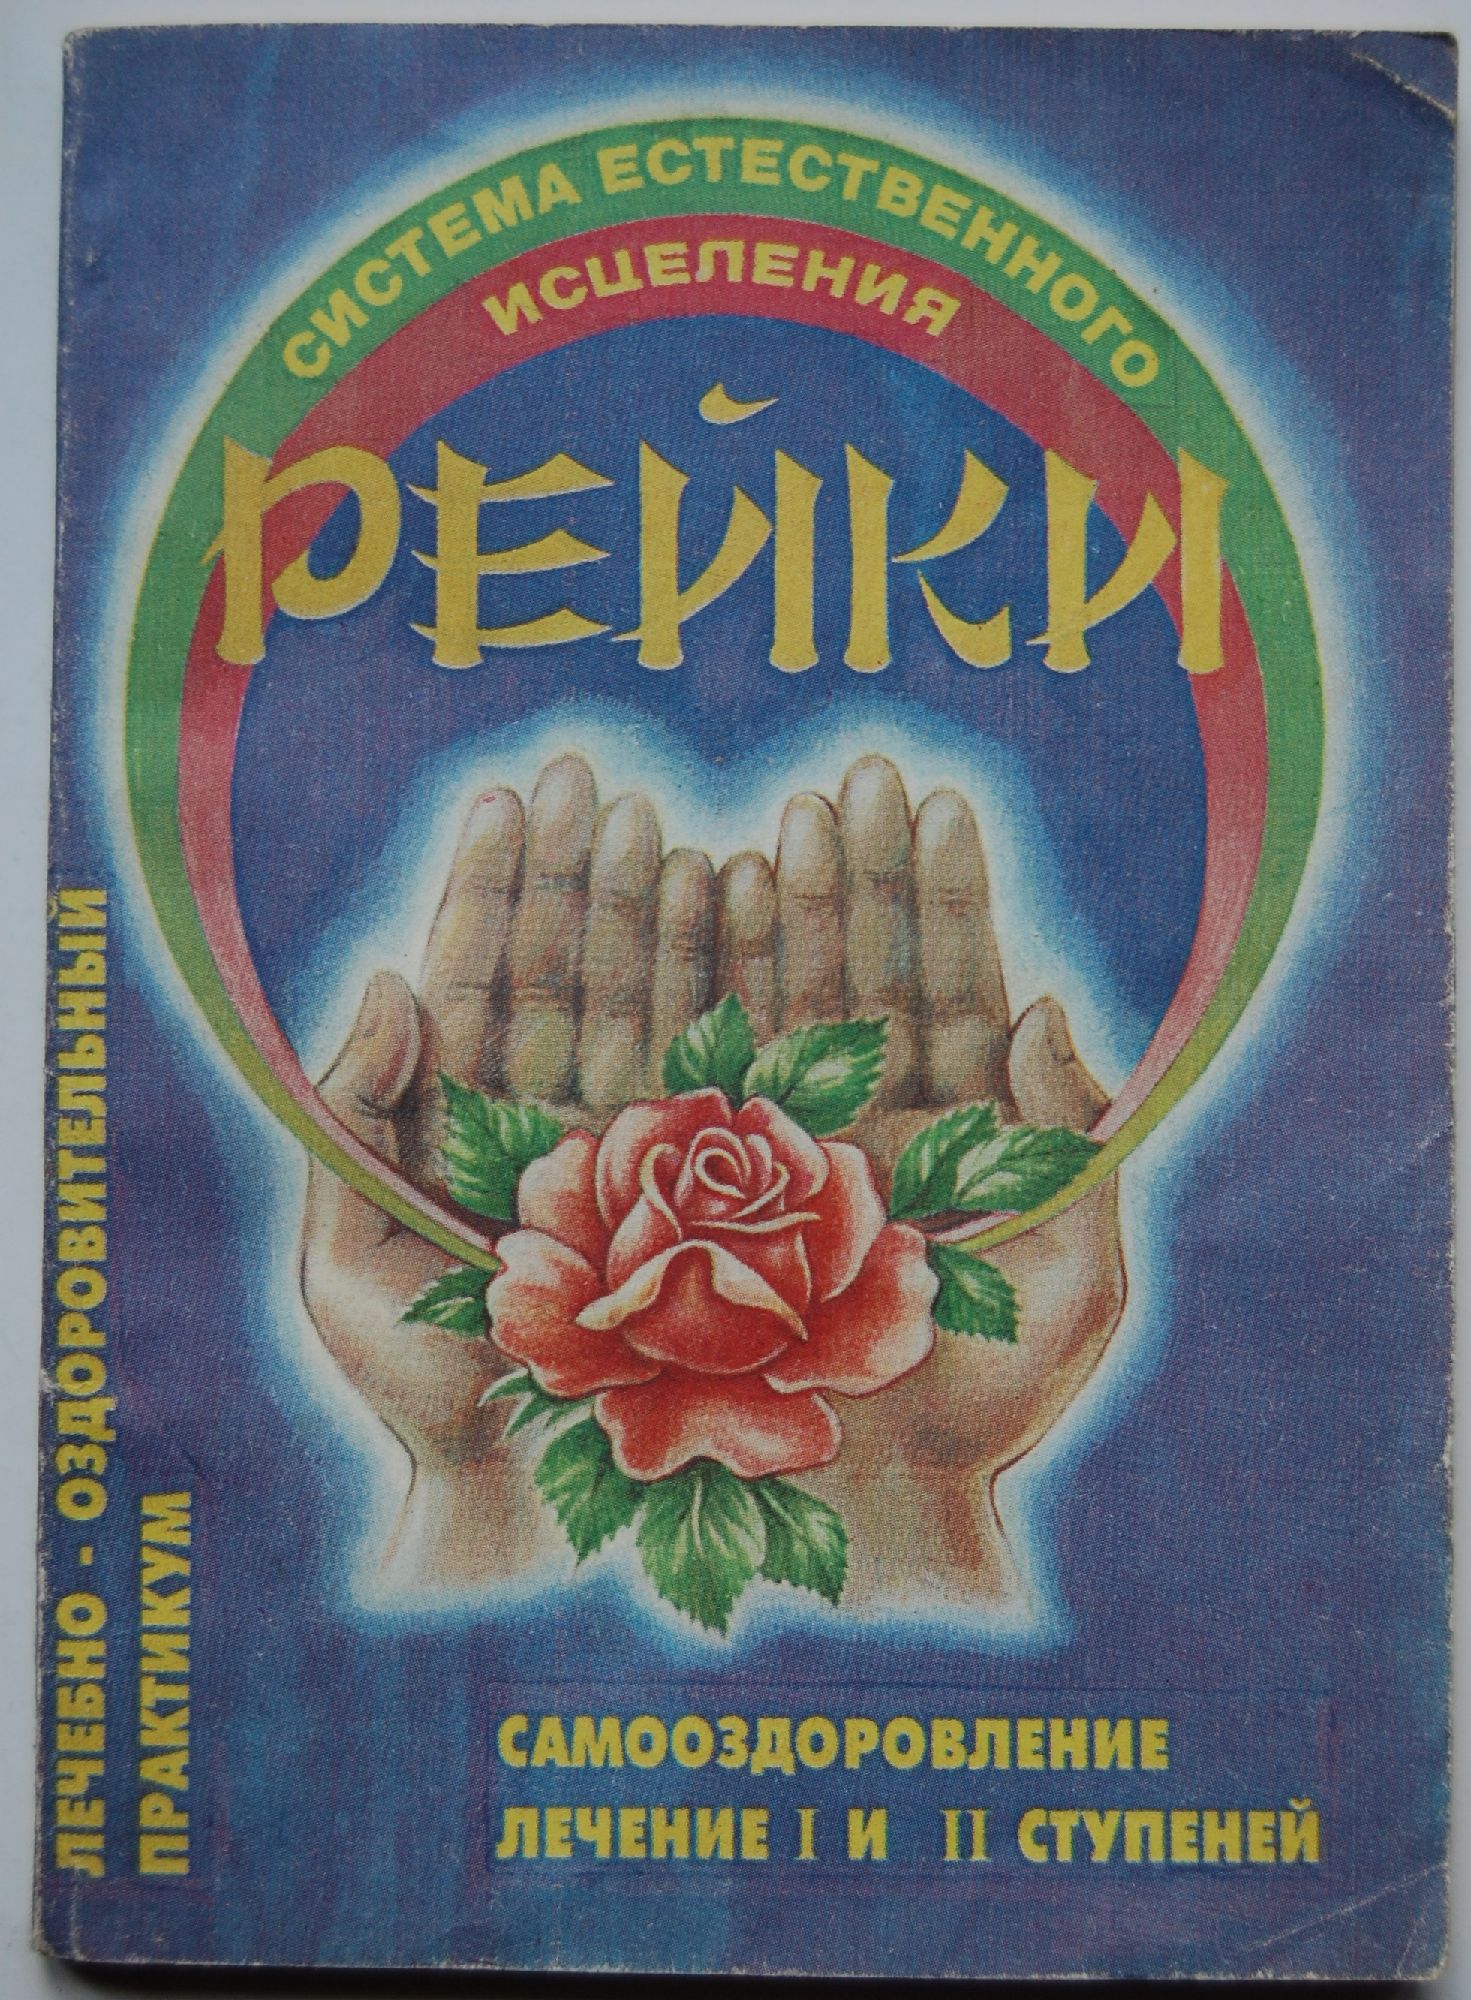 СИСТЕМА ЕСТЕСТВЕННОГО
ИСЦЕЛЕНИЯ
РЕЙКИ
ЛЕЧЕБНО - ОЗДОРОВИТЕЛЬНЫЙ
ПРАКТИКУМ
САМООЗДОРОВЛЕНИЕ
ЛЕЧЕНИЕ I И II СТУПЕНЕЙ